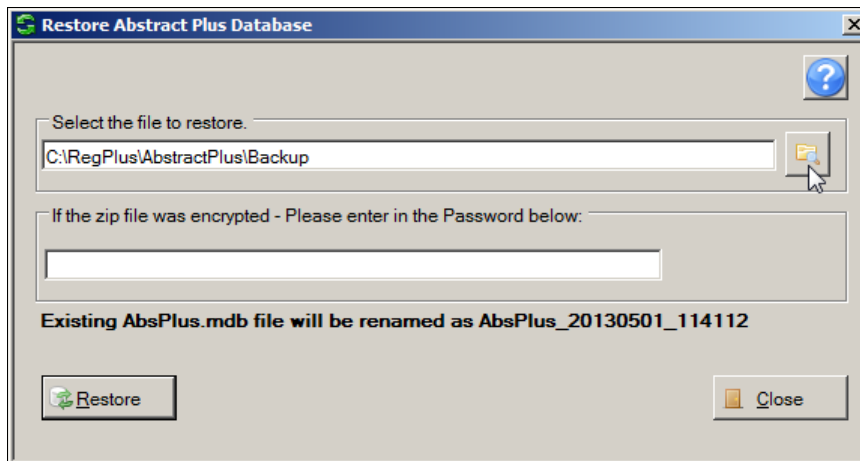 Restore Abstract Plus Database
Select the file to restore.
C:\RegPlus\AbstractPlus\Backup
If the zip file was encrypted - Please enter in the Password below:
Existing AbsPlus.mdb file will be renamed as AbsPlus_20130501_114112
Restore
Close